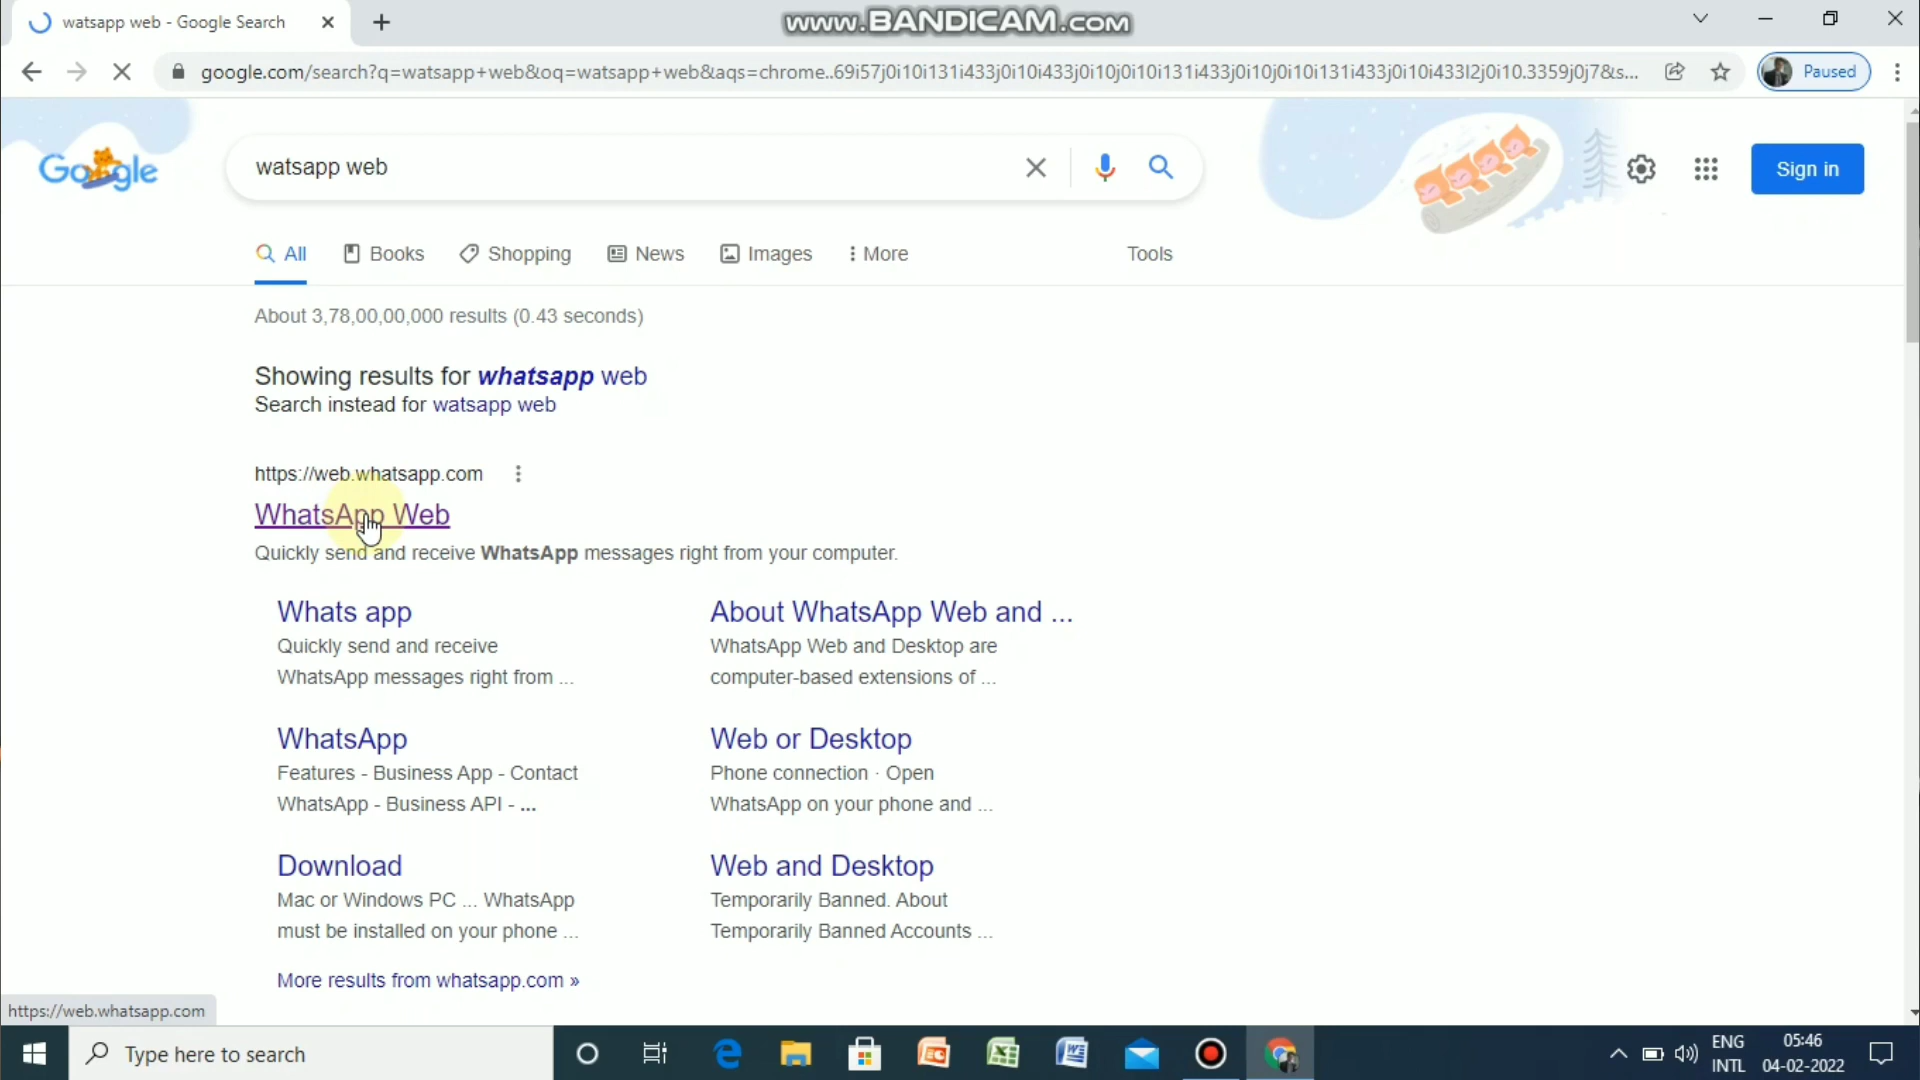 watsapp web - Google Search
www.BANDICAM.com
google.com/search?q=watsapp+web&oq=watsapp+web&aqs=chrome..69i57j0i10i131i433j0i10i433j0i10j0i10i131i433j0i10j0i10i131i433j0i10i433l2j0i10.3359j0j7&s...
Paused
Google
watsapp web
Sign in
All
Books
Shopping
News
Images
More
Tools
About 3,78,00,00,000 results (0.43 seconds)
Showing results for whatsapp web
Search instead for watsapp web
https://web.whatsapp.com
WhatsApp Web
Quickly send and receive WhatsApp messages right from your computer.
Whats app
Quickly send and receive
WhatsApp messages right from ...
About WhatsApp Web and ...
WhatsApp Web and Desktop are
computer-based extensions of ...
WhatsApp
Features - Business App - Contact
WhatsApp - Business API - ...
Web or Desktop
Phone connection · Open
WhatsApp on your phone and ...
Download
Mac or Windows PC ... WhatsApp
must be installed on your phone ...
Web and Desktop
Temporarily Banned. About
Temporarily Banned Accounts ...
More results from whatsapp.com »
https://web.whatsapp.com
Type here to search
ENG
INTL
05:46
04-02-2022